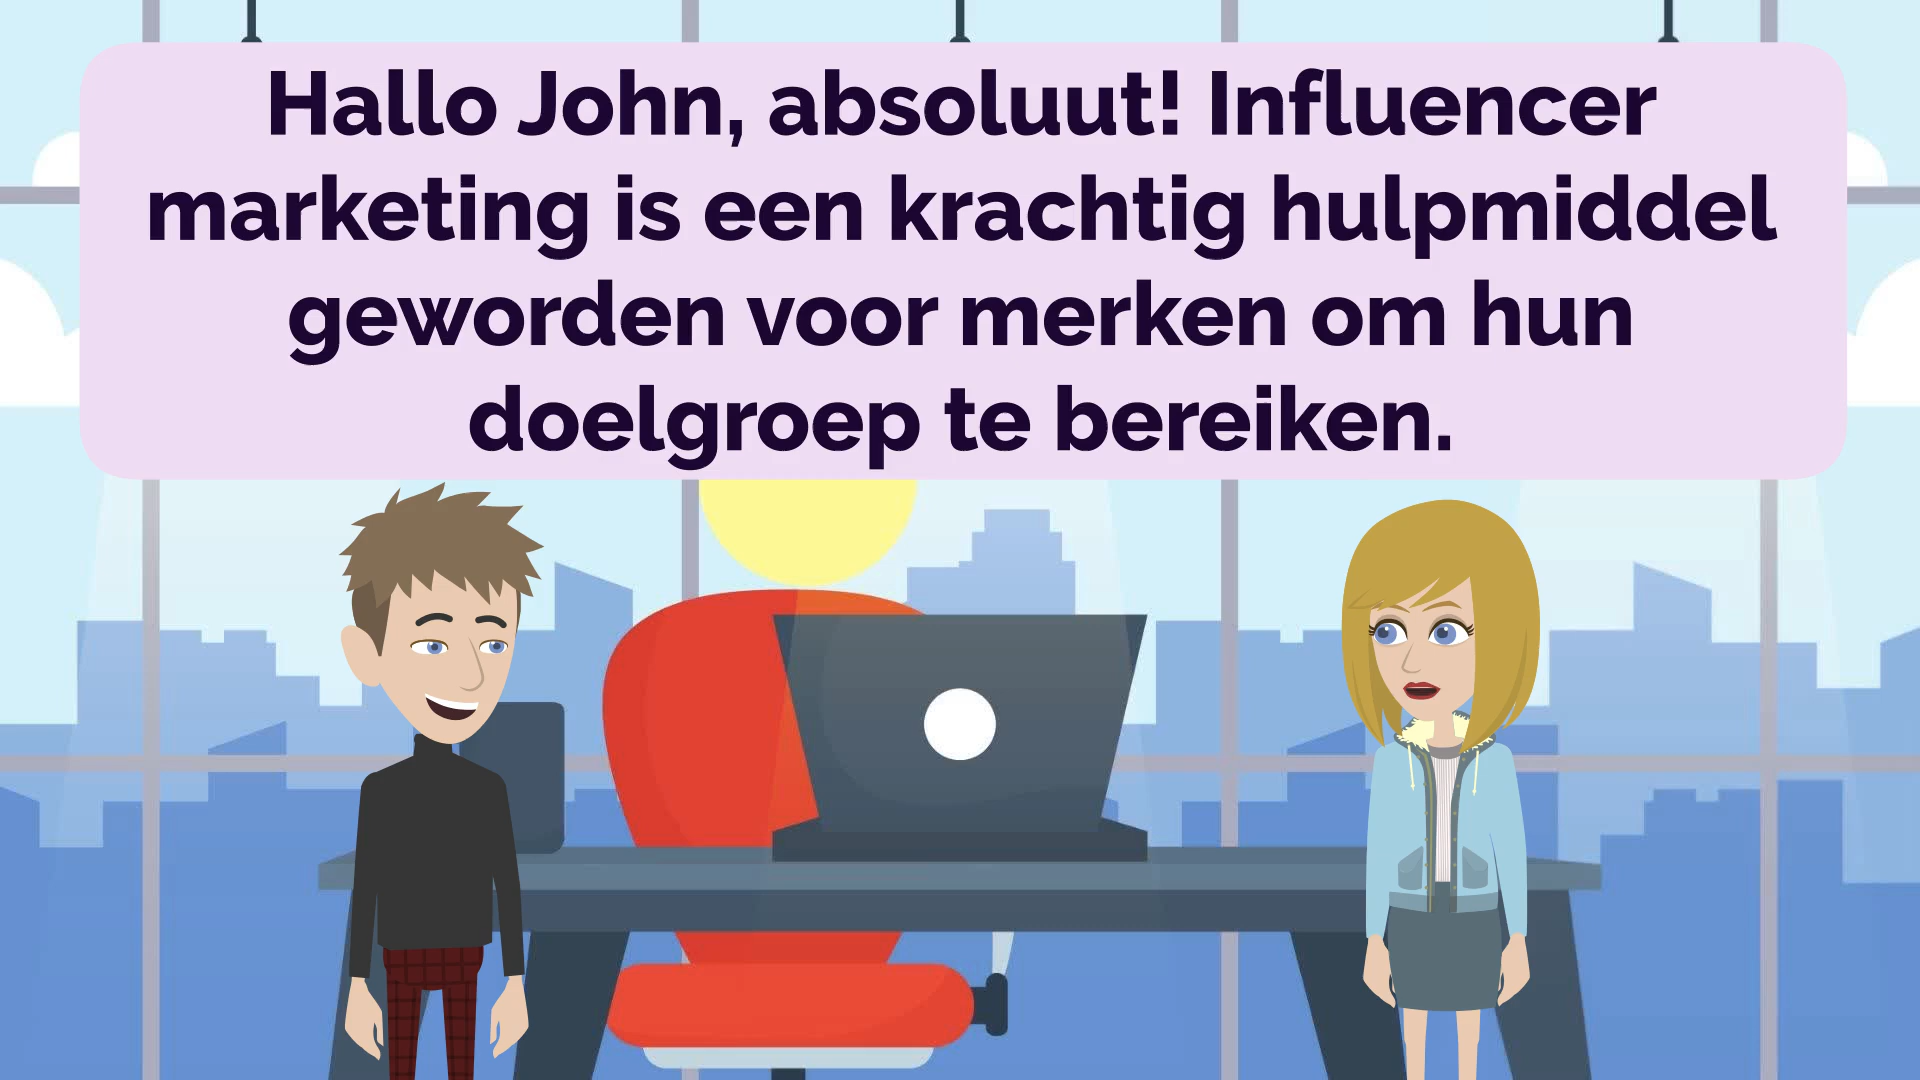 Hallo John, absoluut! Influencer
marketing is een krachtig hulpmiddel
geworden voor merken om hun
doelgroep te bereiken.